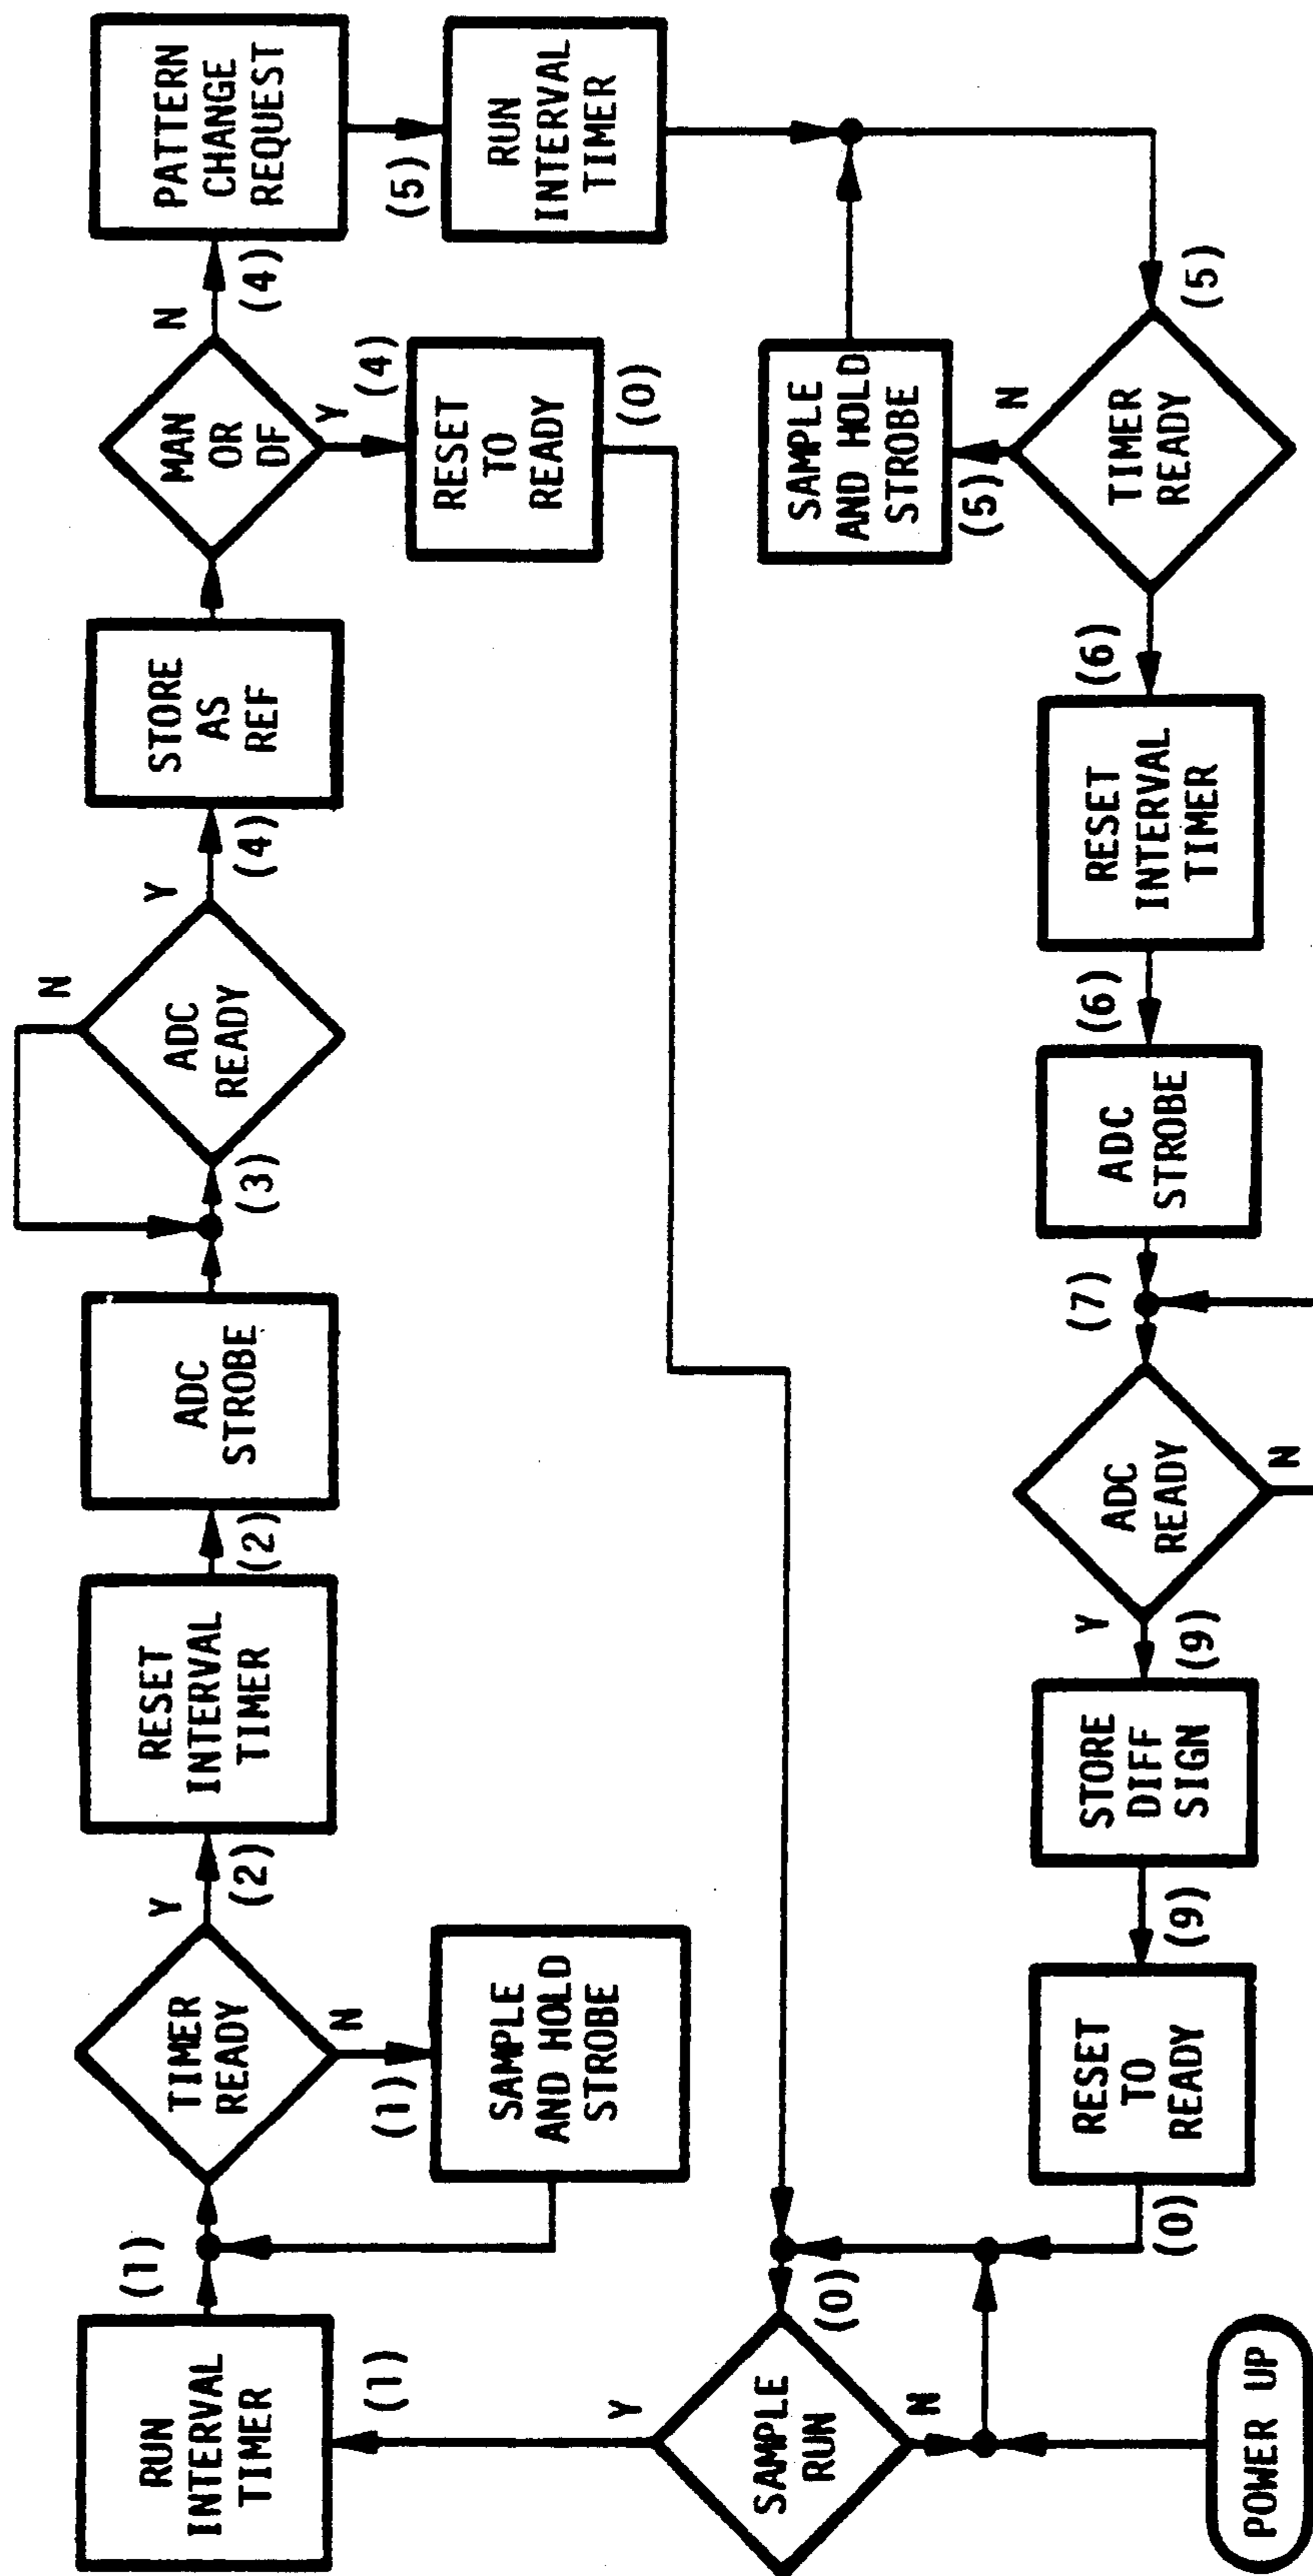 RUN
INTERVAL
TIMER
(1)
(1)
TIMER
READY
Y
(2)
N
(1)
SAMPLE
AND HOLD
STROBE
RESET
INTERVAL
TIMER
(2)
ADC
STROBE
(3)
ADC
READY
N
Y
(4)
STORE
AS
REF
MAN
OR
DF
N
(4)
Y
(4)
RESET
TO
READY
(0)
PATTERN
CHANGE
REQUEST
(5)
RUN
INTERVAL
TIMER
SAMPLE
AND HOLD
STROBE
(5)
N
TIMER
READY
(5)
(6)
RESET
INTERVAL
TIMER
(6)
ADC
STROBE
(7)
ADC
READY
N
Y
(9)
STORE
DIFF
SIGN
(9)
RESET
TO
READY
(0)
(0)
SAMPLE
RUN
Y
N
POWER UP